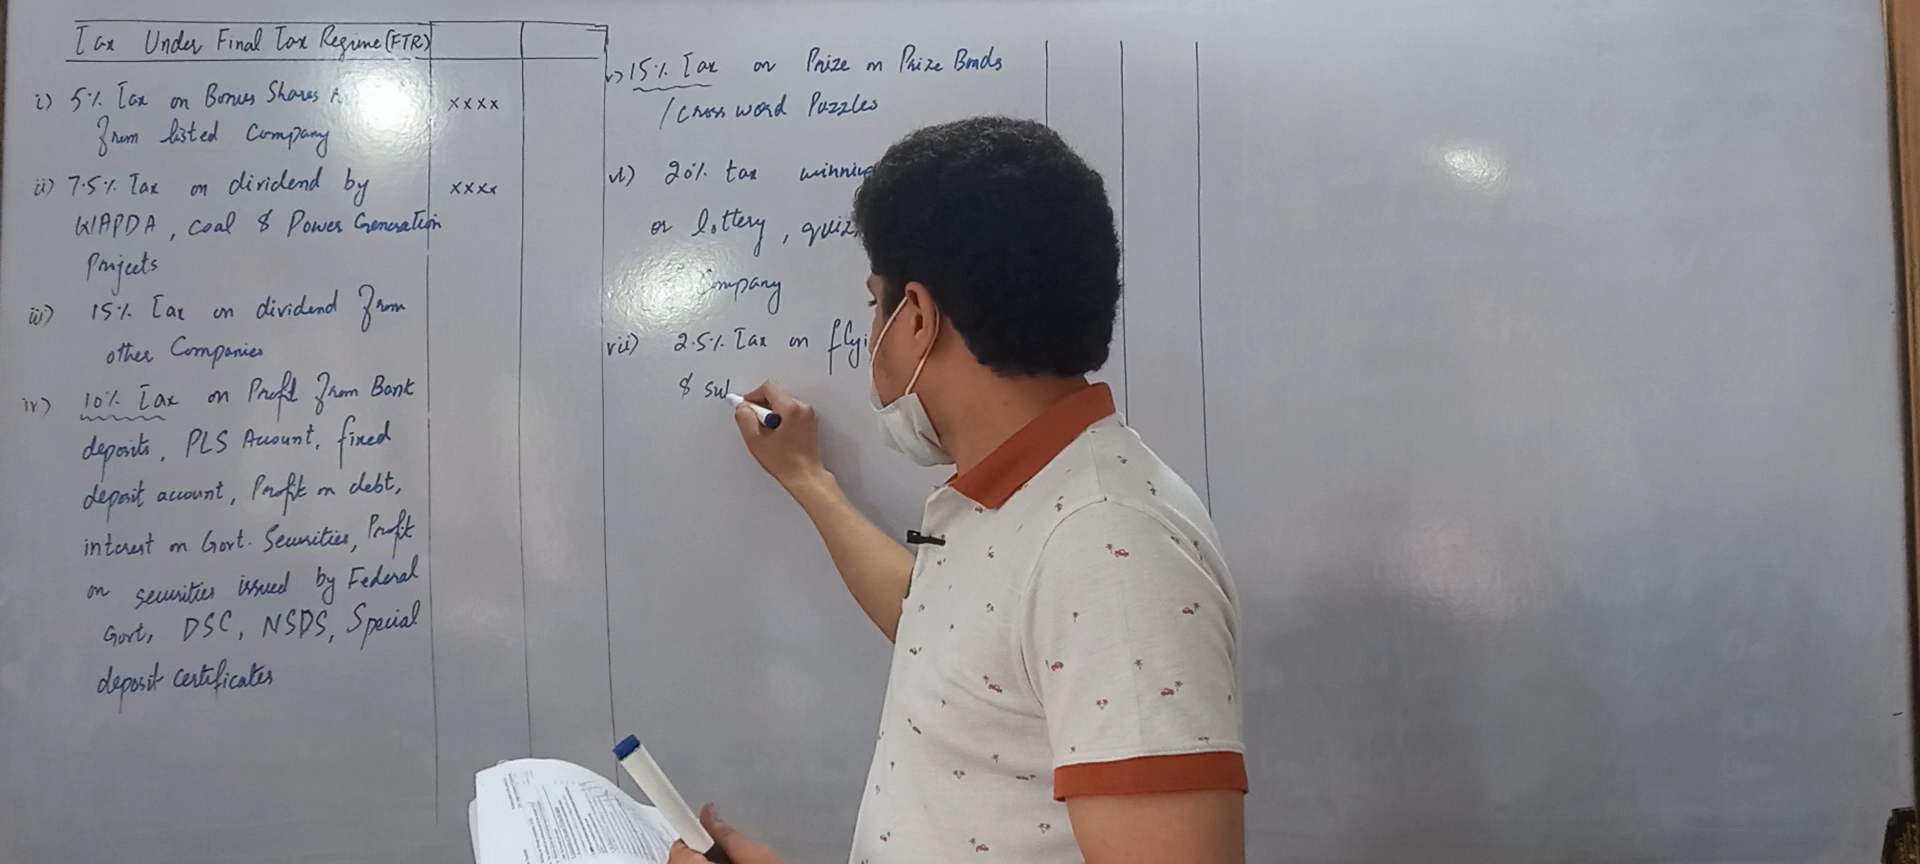 Tax Under Final Tax Regime (FTR)
i) 5% Tax on Bonus Shares
from listed Company
xxxx
ii) 7.5% Tax on dividend by
WAPDA, Coal & Power Generation
Projects
xxxx
iii) 15% Tax on dividend from
other Companies
iv) 10% Tax on Profit from Bank
deposits, PLS Account, fixed
deposit account, Profit on debt,
interest on Govt. Securities, Profit
on securities issued by Federal
Govt, DSC, NSDS, Special
deposit certificates
v) 15% Tax on Prize on Prize Bonds
/ Cross word Puzzles
vi) 20% tax winning
or lottery, quiz,
Company
vii) 2.5% Tax on flyi
& sub